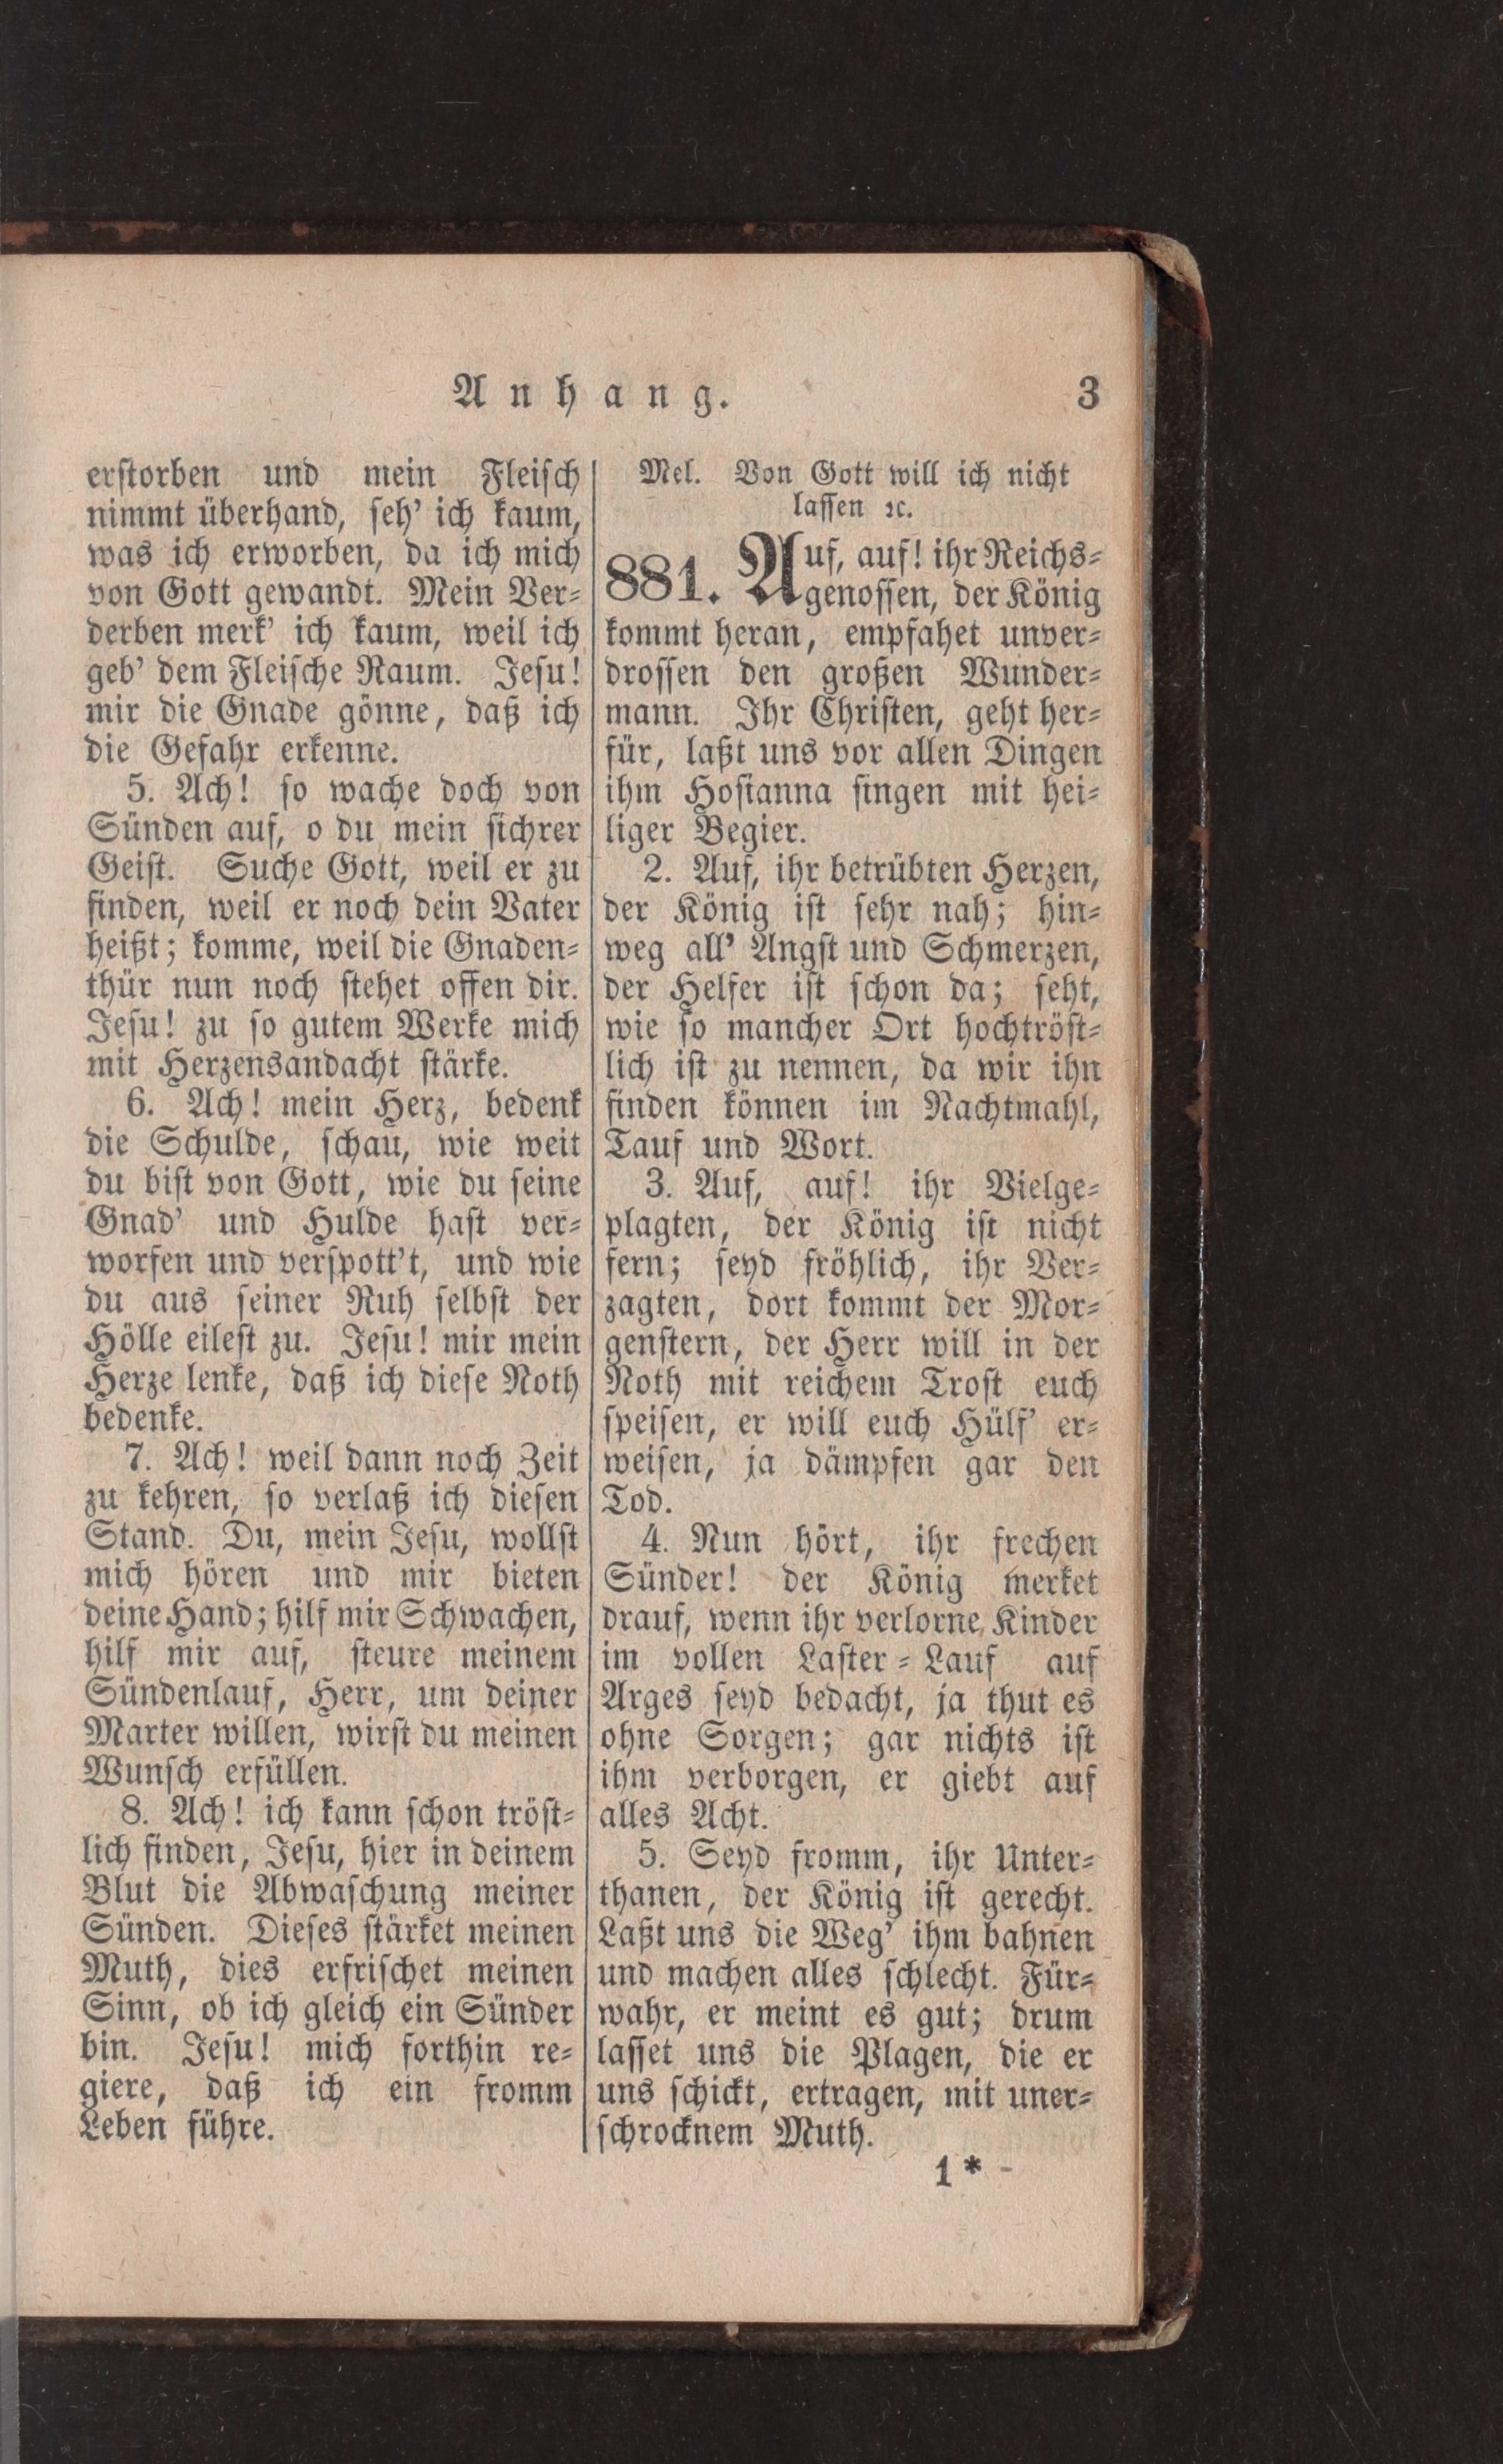 Anhang.
3
erstorben und mein Fleisch
nimmt überhand, seh' ich kaum,
was ich erworben, da ich mich
von Gott gewandt. Mein Ver-
derben merk' ich kaum, weil ich
geb' dem Fleische Raum. Jesu!
mir die Gnade gönne, daß ich
die Gefahr erkenne.
5. Ach! so wache doch von
Sünden auf, o du mein sichrer
Geist. Suche Gott, weil er zu
finden, weil er noch dein Vater
heißt; komme, weil die Gnaden-
thür nun noch stehet offen dir.
Jesu! zu so gutem Werke mich
mit Herzensandacht stärke.
6. Ach! mein Herz, bedenk
die Schulde, schau, wie weit
du bist von Gott, wie du seine
Gnad' und Hulde hast ver-
worfen und verspott't, und wie
du aus seiner Ruh selbst der
Hölle eilest zu. Jesu! mir mein
Herze lenke, daß ich diese Noth
bedenke.
7. Ach! weil dann noch Zeit
zu kehren, so verlaß ich diesen
Stand. Du, mein Jesu, wollst
mich hören und mir bieten
deine Hand; hilf mir Schwachen,
hilf mir auf, steure meinem
Sündenlauf, Herr, um deiner
Marter willen, wirst du meinen
Wunsch erfüllen.
8. Ach! ich kann schon tröst-
lich finden, Jesu, hier in deinem
Blut die Abwaschung meiner
Sünden. Dieses stärket meinen
Muth, dies erfrischet meinen
Sinn, ob ich gleich ein Sünder
bin. Jesu! mich forthin re-
giere, daß ich ein fromm
Leben führe.
Mel. Von Gott will ich nicht
lassen ꝛc.
881. Auf, auf! ihr Reichs-
genossen, der König
kommt heran, empfahet unver-
drossen den großen Wunder-
mann. Ihr Christen, geht her-
für, laßt uns vor allen Dingen
ihm Hosianna singen mit hei-
liger Begier.
2. Auf, ihr betrübten Herzen,
der König ist sehr nah; hin-
weg all' Angst und Schmerzen,
der Helfer ist schon da; seht,
wie so mancher Ort hochtröst-
lich ist zu nennen, da wir ihn
finden können im Nachtmahl,
Tauf und Wort.
3. Auf, auf! ihr Vielge-
plagten, der König ist nicht
fern; seyd fröhlich, ihr Ver-
zagten, dort kommt der Mor-
genstern, der Herr will in der
Noth mit reichem Trost euch
speisen, er will euch Hülf' er-
weisen, ja dämpfen gar den
Tod.
4. Nun hört, ihr frechen
Sünder! der König merket
drauf, wenn ihr verlorne Kinder
im vollen Laster-Lauf auf
Arges seyd bedacht, ja thut es
ohne Sorgen; gar nichts ist
ihm verborgen, er giebt auf
alles Acht.
5. Seyd fromm, ihr Unter-
thanen, der König ist gerecht.
Laßt uns die Weg' ihm bahnen
und machen alles schlecht. Für-
wahr, er meint es gut; drum
lasset uns die Plagen, die er
uns schickt, ertragen, mit uner-
schrocknem Muth.
1*